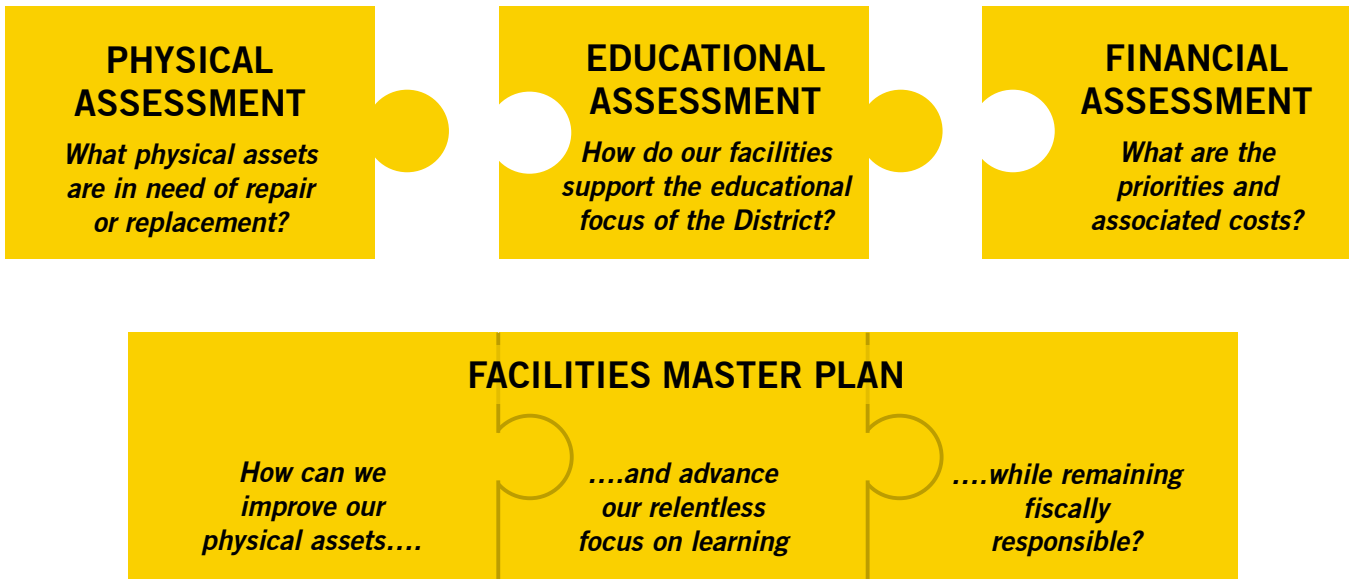 PHYSICAL
ASSESSMENT
What physical assets
are in need of repair
or replacement?
EDUCATIONAL
ASSESSMENT
How do our facilities
support the educational
focus of the District?
FINANCIAL
ASSESSMENT
What are the
priorities and
associated costs?
FACILITIES MASTER PLAN
How can we
improve our
physical assets....
....and advance
our relentless
focus on learning
....while remaining
fiscally
responsible?